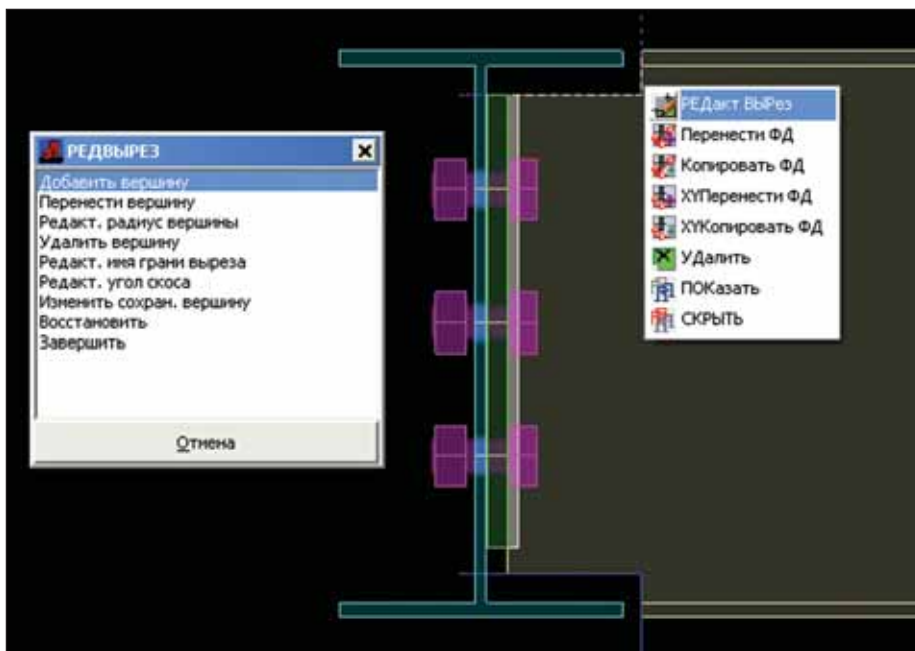 РЕДВЫРЕЗ
Добавить вершину
Перенести вершину
Редакт. радиус вершины
Удалить вершину
Редакт. имя грани выреза
Редакт. угол скоса
Изменить сохран. вершину
Восстановить
Завершить
Отмена
РЕДакт ВЫРез
Перенести ФД
Копировать ФД
XYПеренести ФД
XYКопировать ФД
УДалить
ПОКазать
СКРЫТЬ